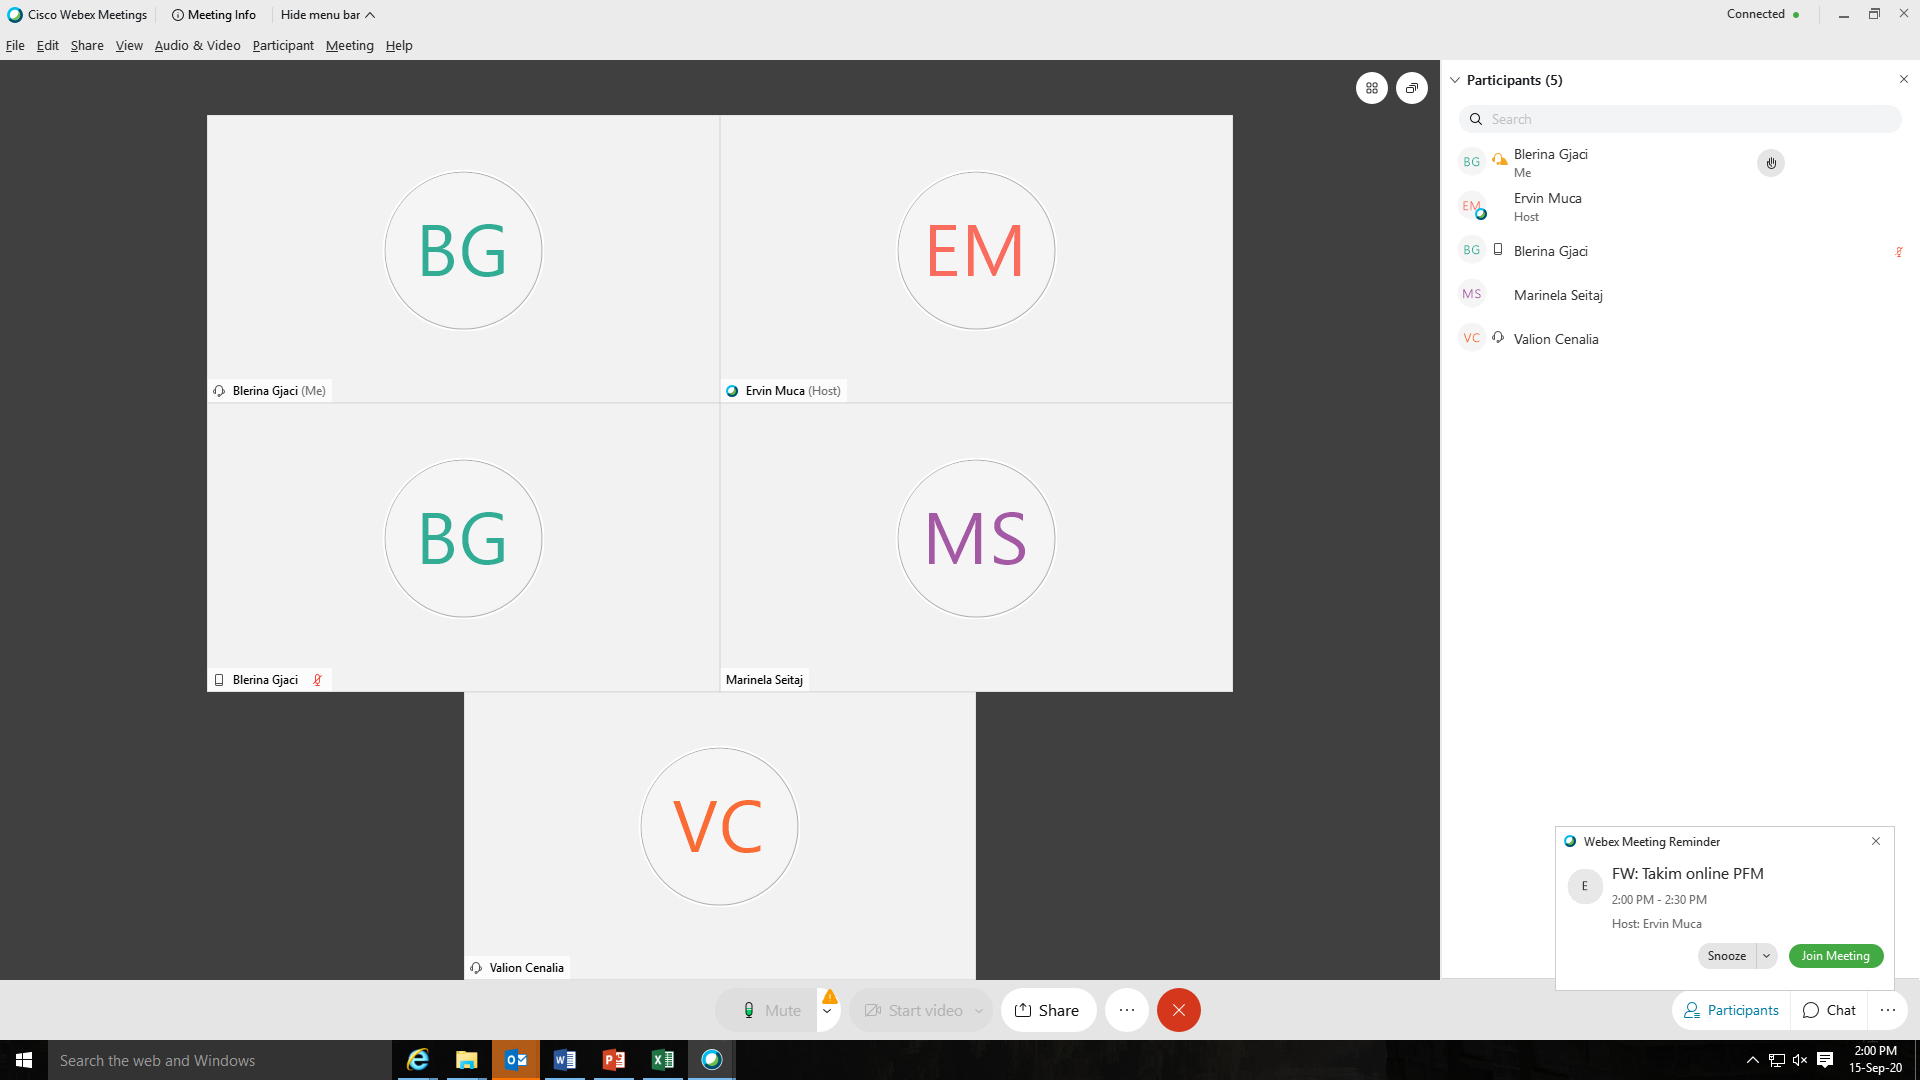 Cisco Webex Meetings
Meeting Info
Hide menu bar
Connected
File Edit Share View Audio & Video Participant Meeting Help
BG
Blerina Gjaci (Me)
EM
Ervin Muca (Host)
BG
Blerina Gjaci
MS
Marinela Seitaj
VC
Valion Cenalia
Participants (5)
Search
BG Blerina Gjaci
Me
EM Ervin Muca
Host
BG Blerina Gjaci
MS Marinela Seitaj
VC Valion Cenalia
Webex Meeting Reminder
E
FW: Takim online PFM
2:00 PM - 2:30 PM
Host: Ervin Muca
Snooze
Join Meeting
Mute
Start video
Share
Participants
Chat
Search the web and Windows
2:00 PM
15-Sep-20